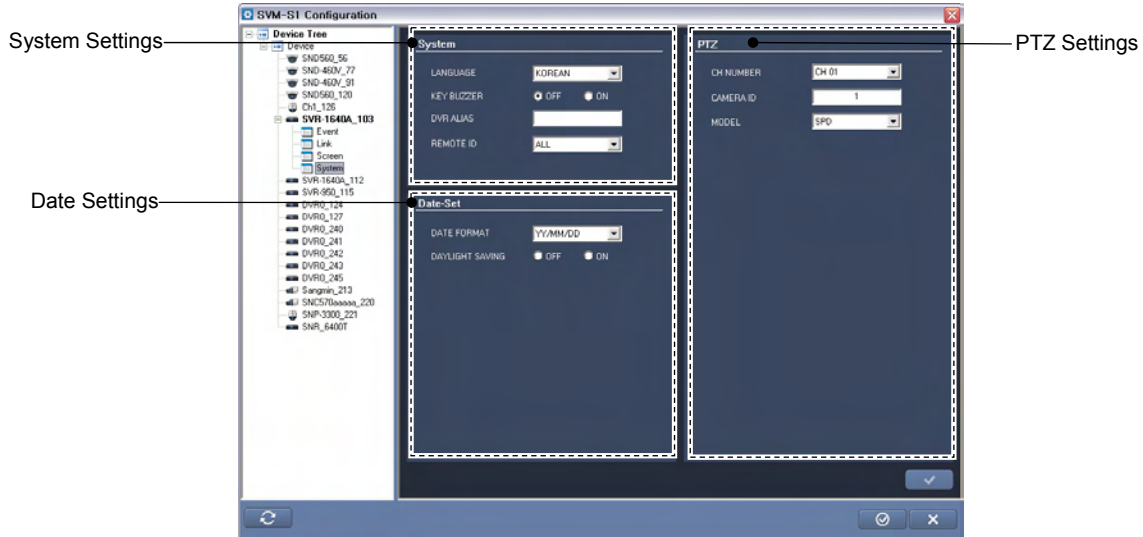 SVM-S1 Configuration
System Settings
PTZ Settings
Date Settings
Device Tree
Device
SND560_56
SND-460V_77
SND-460V_91
SND560_120
Ch1_126
SVR-1640A_103
Event
Link
Screen
System
SVR-1640A_112
SVR-950_115
DVR0_124
DVR0_127
DVR0_240
DVR0_241
DVR0_242
DVR0_243
DVR0_245
Sangmin_213
SNC570aaaaa_220
SNP-3300_221
SNR_6400T
System
LANGUAGE KOREAN
KEY BUZZER OFF ON
DVR ALIAS
REMOTE ID ALL
Date-Set
DATE FORMAT YY/MM/DD
DAYLIGHT SAVING OFF ON
PTZ
CH NUMBER CH 01
CAMERA ID 1
MODEL SPD